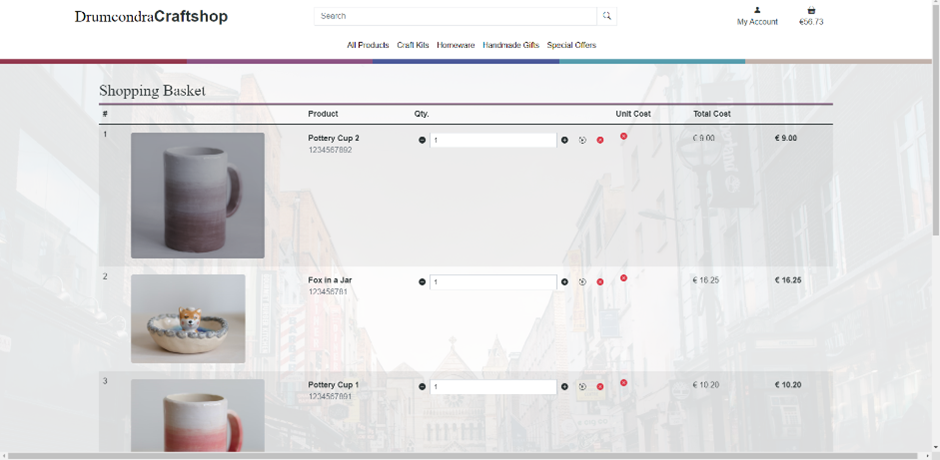 DrumcondraCraftshop
Search
My Account
€56.73
All Products Craft Kits Homeware Handmade Gifts Special Offers
Shopping Basket
# Product Qty. Unit Cost Total Cost
1 Pottery Cup 2 1 € 9.00 € 9.00
1234567892
2 Fox in a Jar 1 € 16.25 € 16.25
123456781
3 Pottery Cup 1 1 € 10.20 € 10.20
1234567891